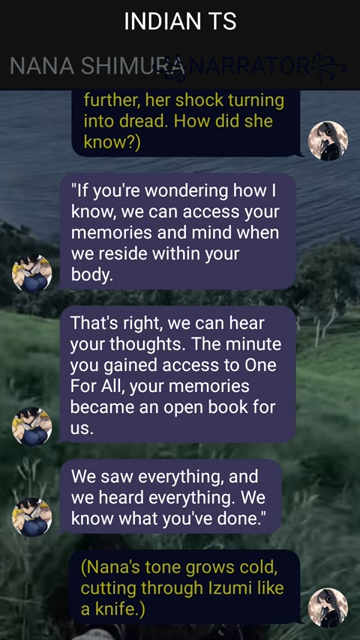 INDIAN TS
NANA SHIMURA
NARRATOR
further, her shock turning
into dread. How did she
know?)
"If you're wondering how I
know, we can access your
memories and mind when
we reside within your
body.
That's right, we can hear
your thoughts. The minute
you gained access to One
For All, your memories
became an open book for
us.
We saw everything, and
we heard everything. We
know what you've done."
(Nana's tone grows cold,
cutting through Izumi like
a knife.)